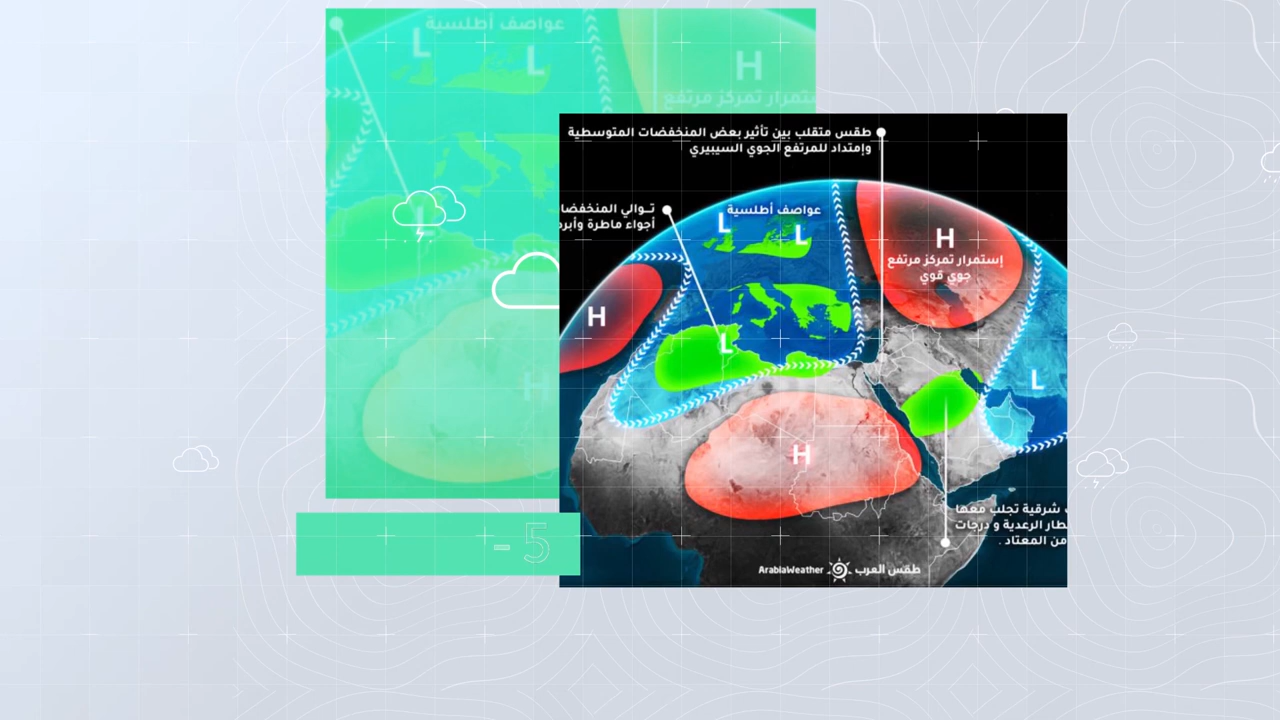 عواصف أطلسية
L
L
H
ستمرار تمركز مرتفع
L
H
طقس متقلب بين تأثير بعض المنخفضات المتوسطية
وإمتداد للمرتفع الجوي السيبيري
تـوالي المنخفضا
أجواء ماطرة وأبرد
عواصف أطلسية
L
L
H
إستمرار تمركز مرتفع
جوي قوي
H
L
L
H
شرقية تجلب معها
طار الرعدية و درجات
من المعتاد .
ArabiaWeather طقس العرب
-5